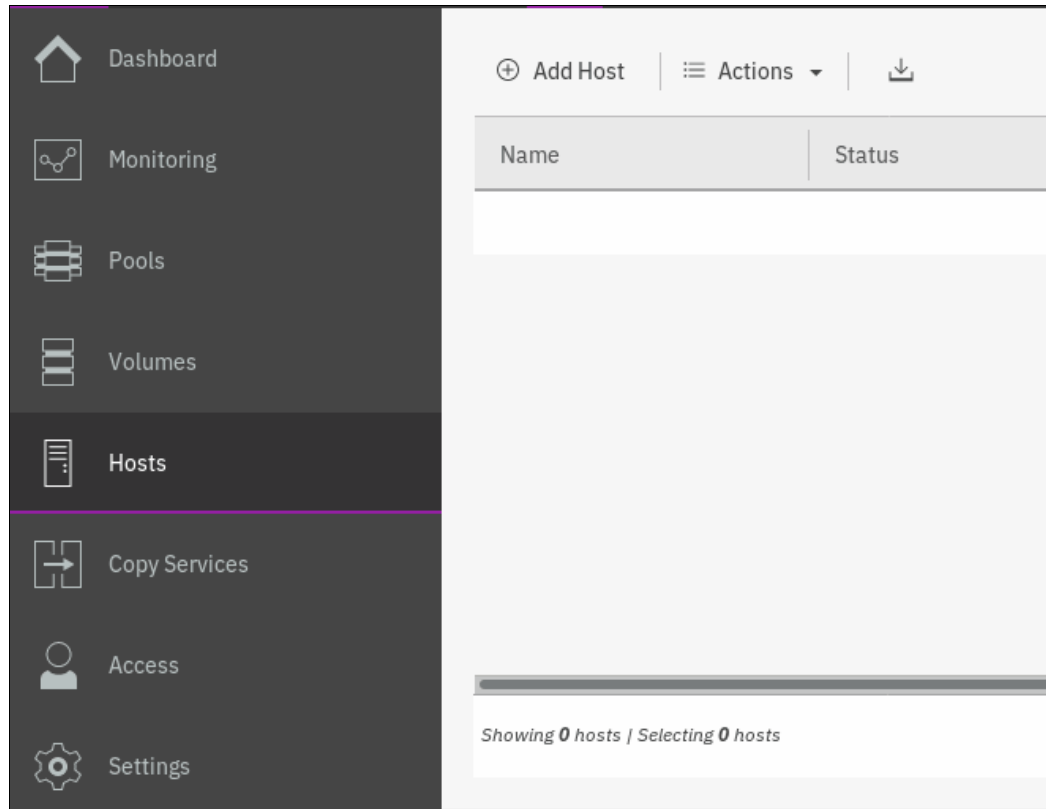 Dashboard
Monitoring
Pools
Volumes
Hosts
Copy Services
Access
Settings
Add Host
Actions
Name
Status
Showing 0 hosts | Selecting 0 hosts